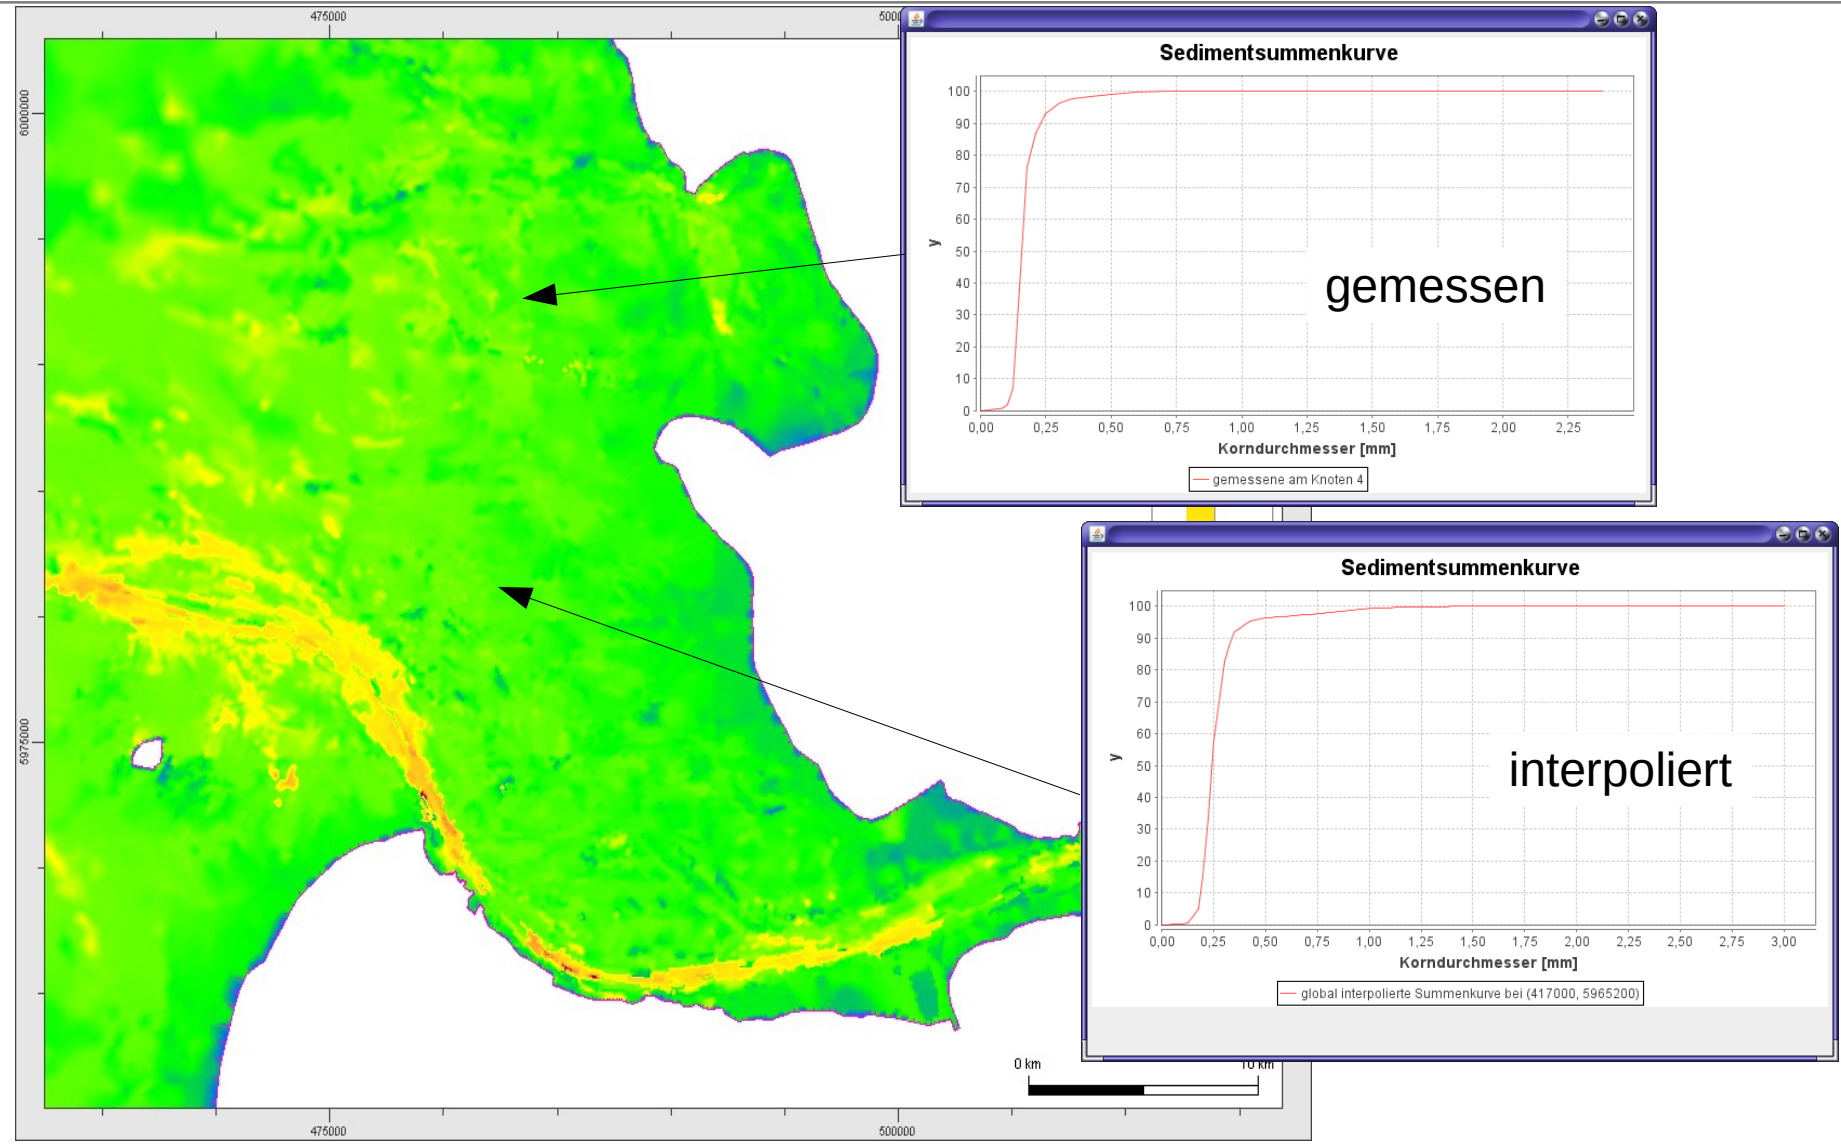 475000
500
6000000
5975000
Sedimentsummenkurve
100
90
80
70
60
50
40
30
20
10
0
y
0,00 0,25 0,50 0,75 1,00 1,25 1,50 1,75 2,00 2,25
Korndurchmesser [mm]
gemessene am Knoten 4
gemessen
Sedimentsummenkurve
100
90
80
70
60
50
40
30
20
10
0
y
0,00 0,25 0,50 0,75 1,00 1,25 1,50 1,75 2,00 2,25 2,50 2,75 3,00
Korndurchmesser [mm]
global interpolierte Summenkurve bei (417000, 5965200)
interpoliert
0 km 10 km
475000 500000